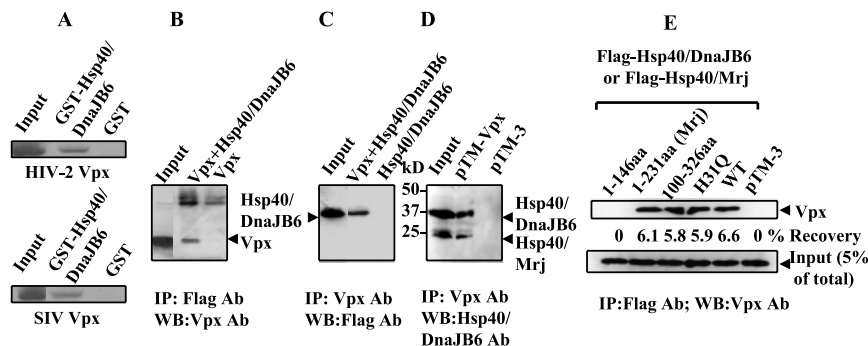 A
Input
GST-Hsp40/
DnaJB6
GST
HIV-2 Vpx
Input
GST-Hsp40/
DnaJB6
GST
SIV Vpx
B
Input
Vpx+Hsp40/DnaJB6
Vpx
Vpx
IP: Flag Ab
WB:Vpx Ab
C
Input
Vpx+Hsp40/DnaJB6
Hsp40/DnaJB6
Hsp40/
DnaJB6
IP: Vpx Ab
WB:Flag Ab
D
Input
pTM-Vpx
pTM-3
kD
50
37
25
Hsp40/
DnaJB6
Hsp40/
Mrj
IP: Vpx Ab
WB:Hsp40/
DnaJB6 Ab
E
Flag-Hsp40/DnaJB6
or Flag-Hsp40/Mrj
1-146aa
1-231aa (Mrj)
100-326aa
H31Q
WT
pTM-3
Vpx
0 6.1 5.8 5.9 6.6 0 % Recovery
Input (5%
of total)
IP:Flag Ab; WB:Vpx Ab